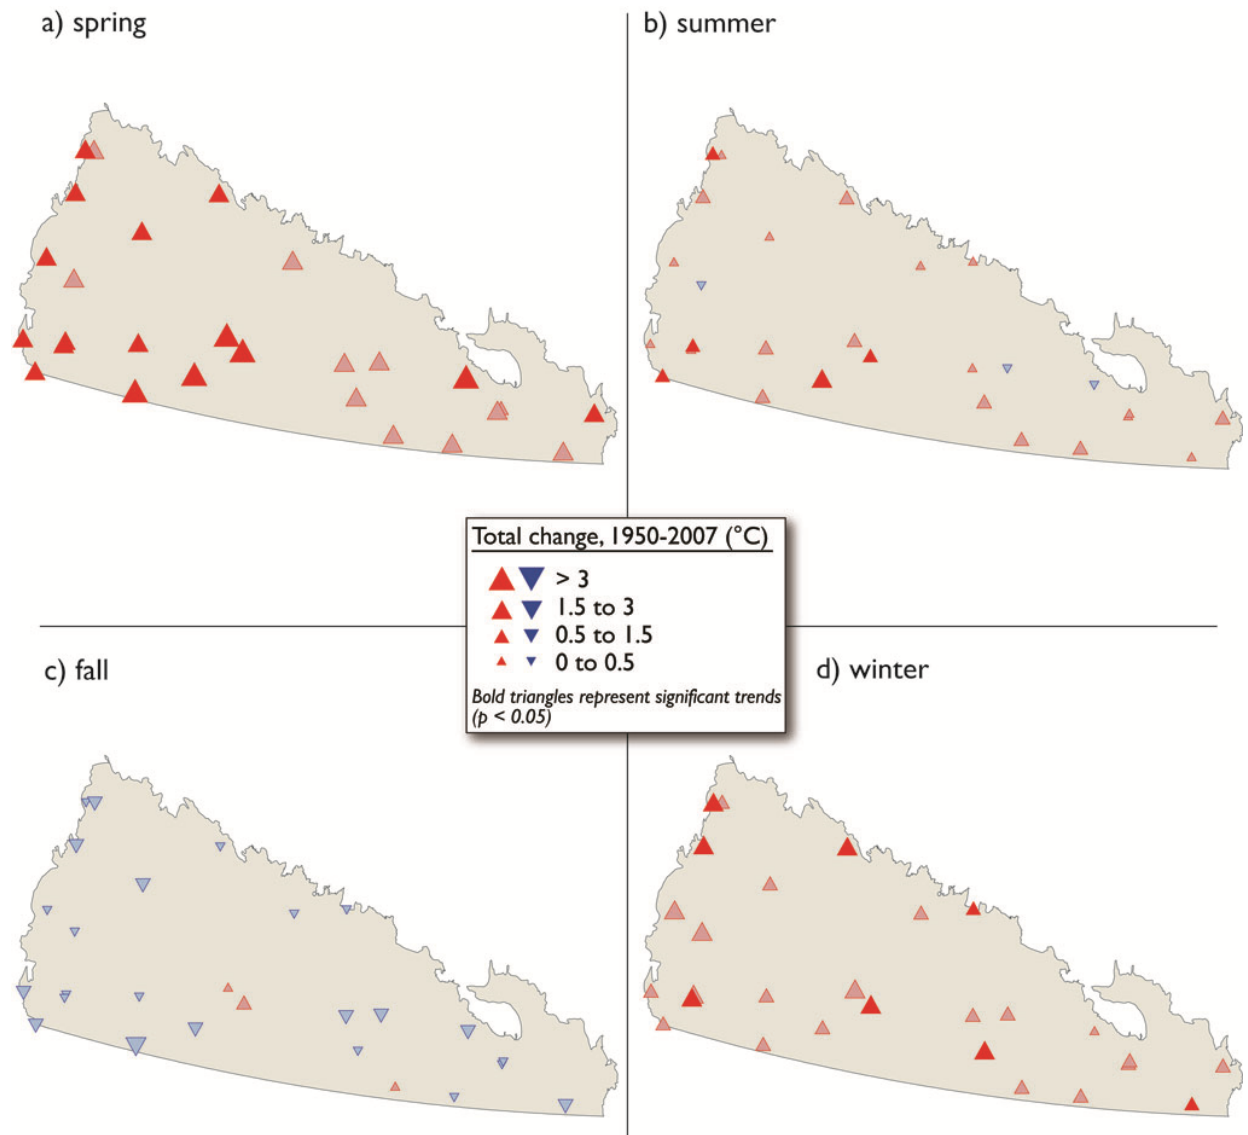 a) spring
b) summer
Total change, 1950-2007 (°C)
> 3
1.5 to 3
0.5 to 1.5
0 to 0.5
Bold triangles represent significant trends
(p < 0.05)
c) fall
d) winter